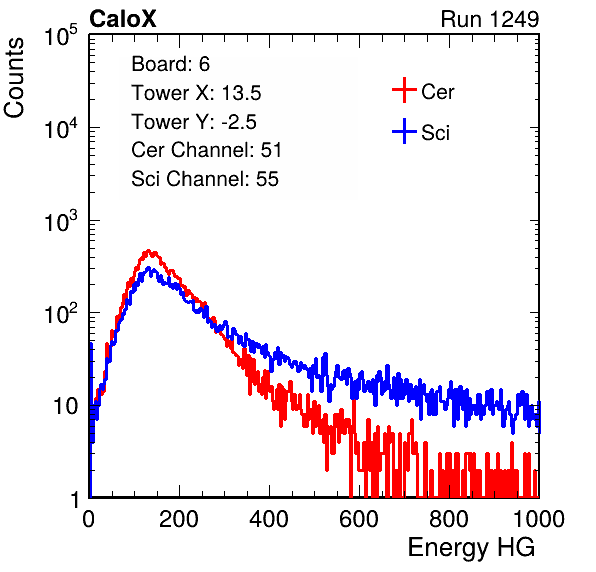 CaloX Run 1249
Counts
10^5
10^4
10^3
10^2
10
1
Board: 6
Tower X: 13.5
Tower Y: -2.5
Cer Channel: 51
Sci Channel: 55
Cer
Sci
0 200 400 600 800 1000
Energy HG